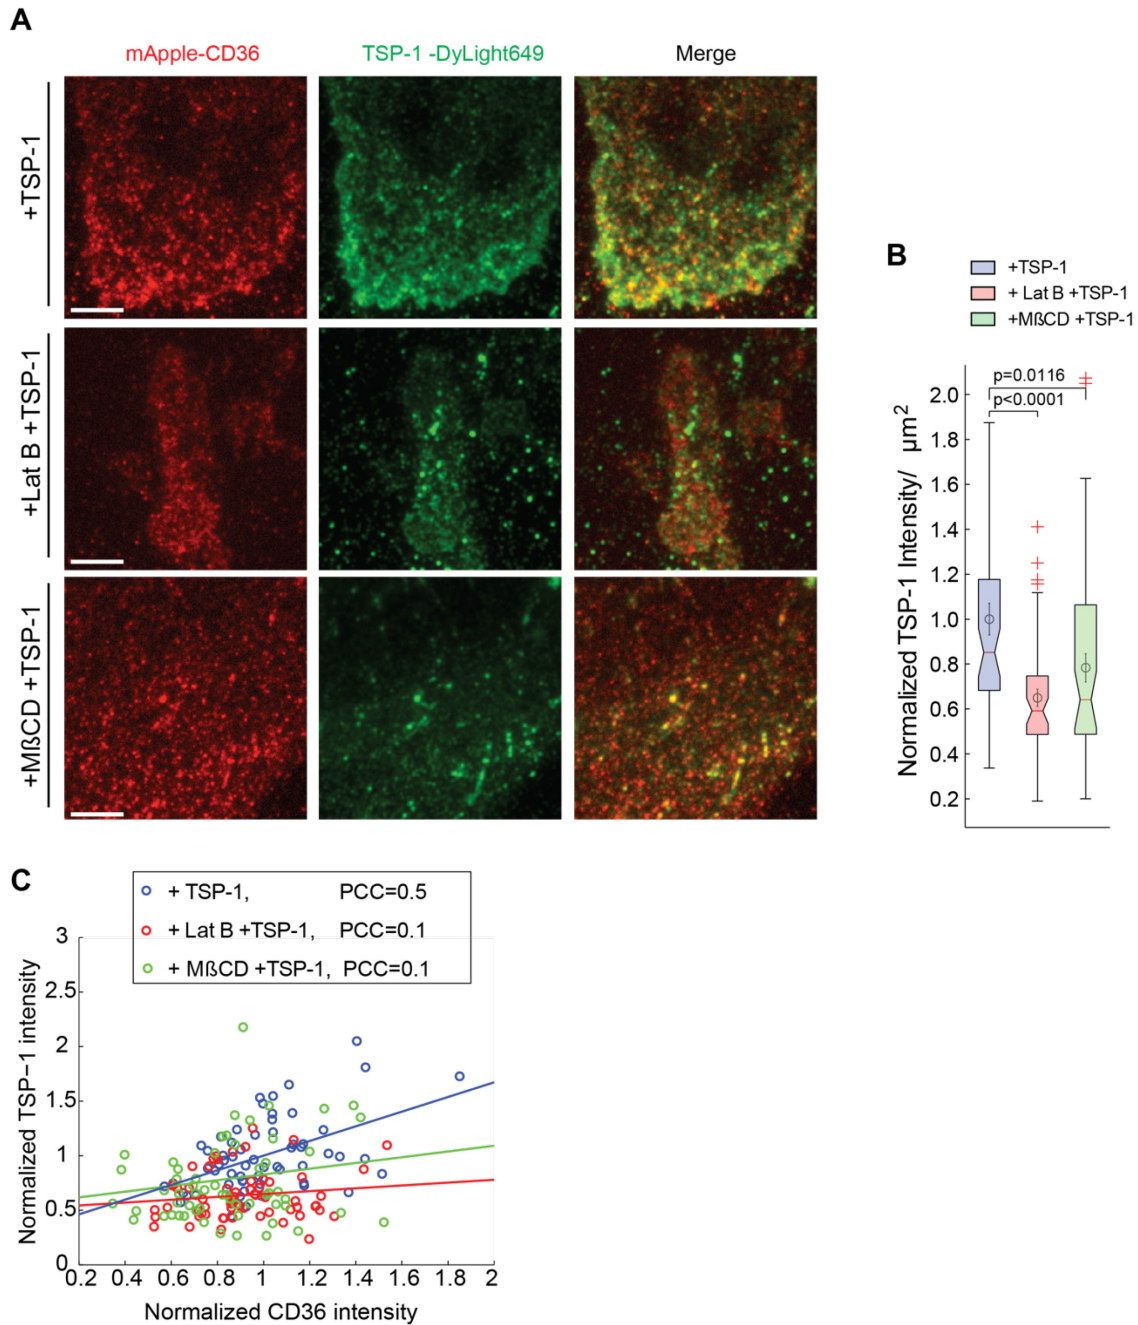 A
mApple-CD36
TSP-1 -DyLight649
Merge
+TSP-1
+Lat B +TSP-1
+MßCD +TSP-1
B
+TSP-1
+ Lat B +TSP-1
+MßCD +TSP-1
p=0.0116
p<0.0001
Normalized TSP-1 Intensity/ µm²
2.0
1.8
1.6
1.4
1.2
1.0
0.8
0.6
0.4
0.2
C
+ TSP-1, PCC=0.5
+ Lat B +TSP-1, PCC=0.1
+ MßCD +TSP-1, PCC=0.1
Normalized TSP−1 intensity
3
2.5
2
1.5
1
0.5
0
0.2 0.4 0.6 0.8 1 1.2 1.4 1.6 1.8 2
Normalized CD36 intensity